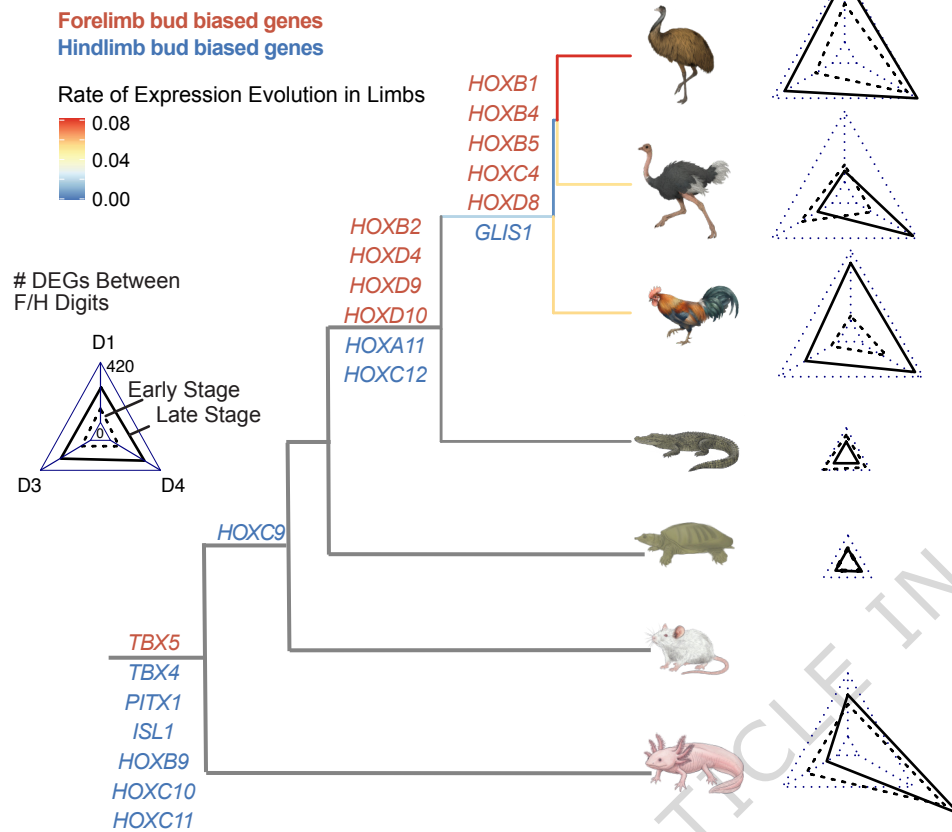 Forelimb bud biased genes
Hindlimb bud biased genes
Rate of Expression Evolution in Limbs
0.08
0.04
0.00
HOXB1
HOXB4
HOXB5
HOXC4
HOXD8
GLIS1
HOXB2
HOXD4
HOXD9
HOXD10
HOXA11
HOXC12
# DEGs Between
F/H Digits
D1
420
Early Stage
Late Stage
0
D3
D4
HOXC9
TBX5
TBX4
PITX1
ISL1
HOXB9
HOXC10
HOXC11
TICLE IN